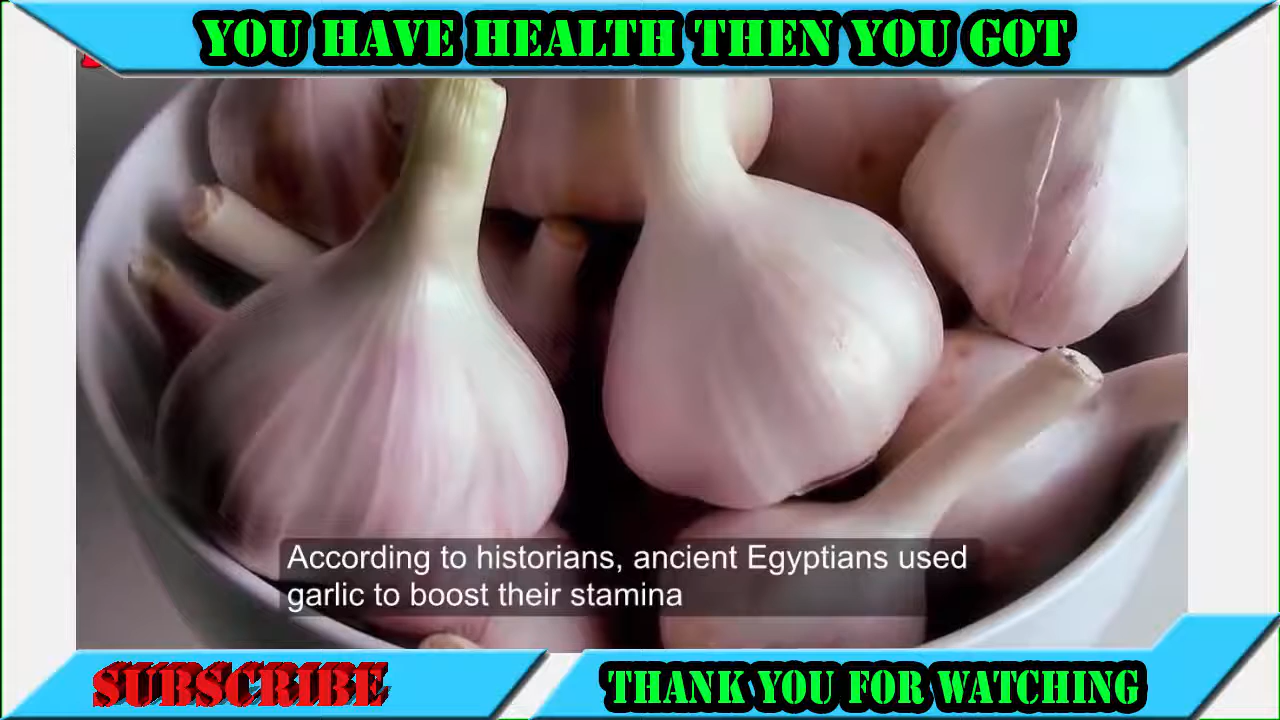 YOU HAVE HEALTH THEN YOU GOT
According to historians, ancient Egyptians used
garlic to boost their stamina
SUBSCRIBE
THANK YOU FOR WATCHING